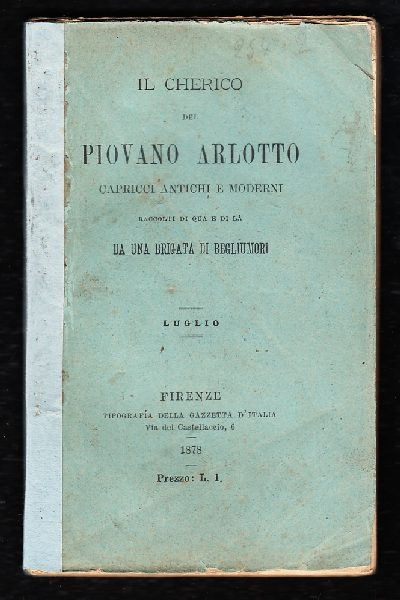 IL CHERICO
DEL
PIOVANO ARLOTTO
CAPRICCI ANTICHI E MODERNI
RACCOLTI DI QUA E DI LÀ
DA UNA BRIGATA DI BEGLIUMORI
LUGLIO
FIRENZE
TIPOGRAFIA DELLA GAZZETTA D'ITALIA
Via del Castellaccio, 6
1878
Prezzo: L. 1.